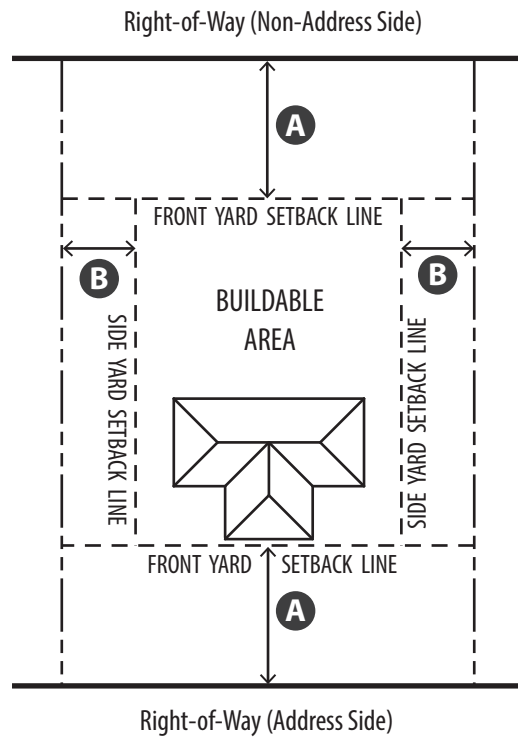 Right-of-Way (Non-Address Side)
A
FRONT YARD SETBACK LINE
B
B
BUILDABLE
AREA
SIDE YARD SETBACK LINE
SIDE YARD SETBACK LINE
FRONT YARD SETBACK LINE
A
Right-of-Way (Address Side)